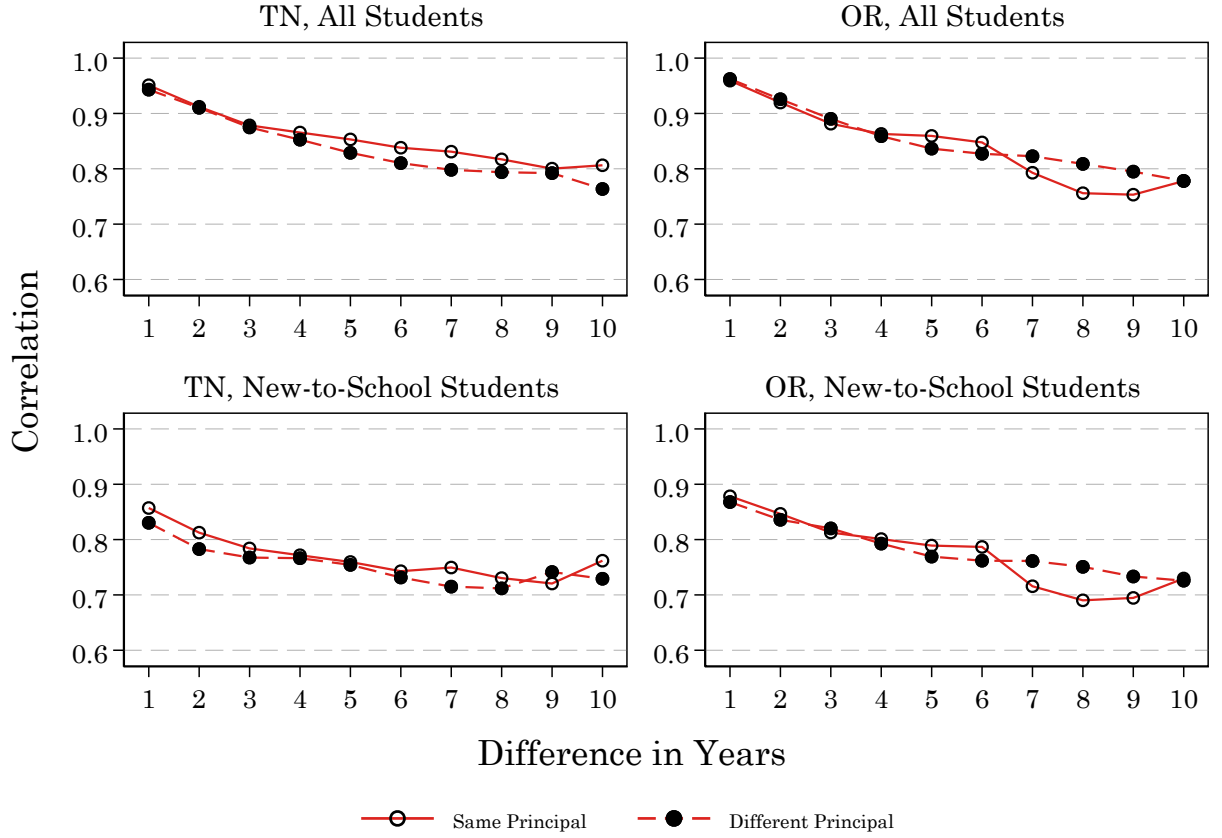 TN, All Students
OR, All Students
1.0
0.9
0.8
0.7
0.6
1 2 3 4 5 6 7 8 9 10
1.0
0.9
0.8
0.7
0.6
1 2 3 4 5 6 7 8 9 10
Correlation
TN, New-to-School Students
OR, New-to-School Students
1.0
0.9
0.8
0.7
0.6
1 2 3 4 5 6 7 8 9 10
1.0
0.9
0.8
0.7
0.6
1 2 3 4 5 6 7 8 9 10
Difference in Years
Same Principal
Different Principal